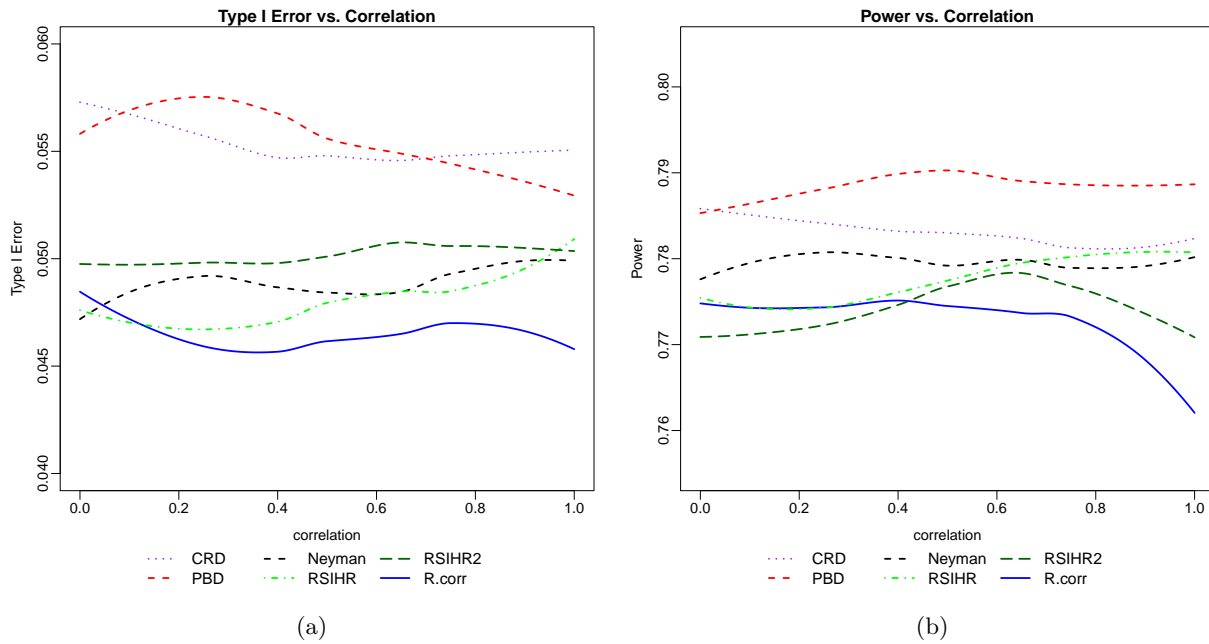 Type I Error vs. Correlation
Type I Error
0.060
0.055
0.050
0.045
0.040
0.0 0.2 0.4 0.6 0.8 1.0
correlation
CRD Neyman RSIHR2
PBD RSIHR R.corr
(a)
Power vs. Correlation
Power
0.80
0.79
0.78
0.77
0.76
0.0 0.2 0.4 0.6 0.8 1.0
correlation
CRD Neyman RSIHR2
PBD RSIHR R.corr
(b)